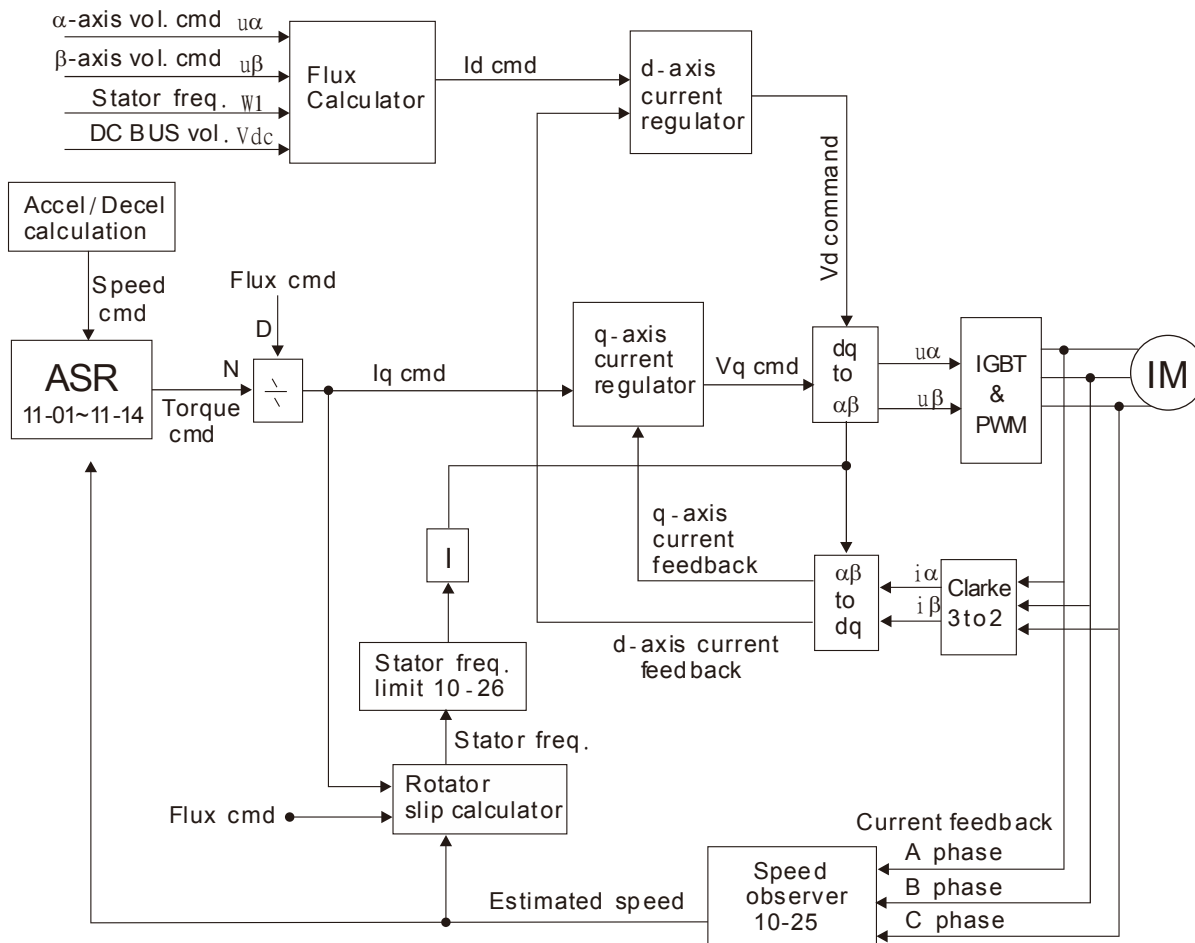 α-axis vol. cmd uα
β-axis vol. cmd uβ
Stator freq. W1
DC BUS vol. Vdc
Flux
Calculator
Id cmd
d-axis
current
regulator
Vd command
Accel/Decel
calculation
Speed
cmd
Flux cmd
D
ASR
11-01~11-14
N
Torque
cmd
Iq cmd
q-axis
current
regulator
Vq cmd
dq
to
αβ
uα
uβ
IGBT
&
PWM
IM
q-axis
current
feedback
I
αβ
to
dq
iα
iβ
Clarke
3to2
d-axis current
feedback
Stator freq.
limit 10-26
Stator freq.
Rotator
slip calculator
Flux cmd
Current feedback
A phase
B phase
C phase
Speed
observer
10-25
Estimated speed